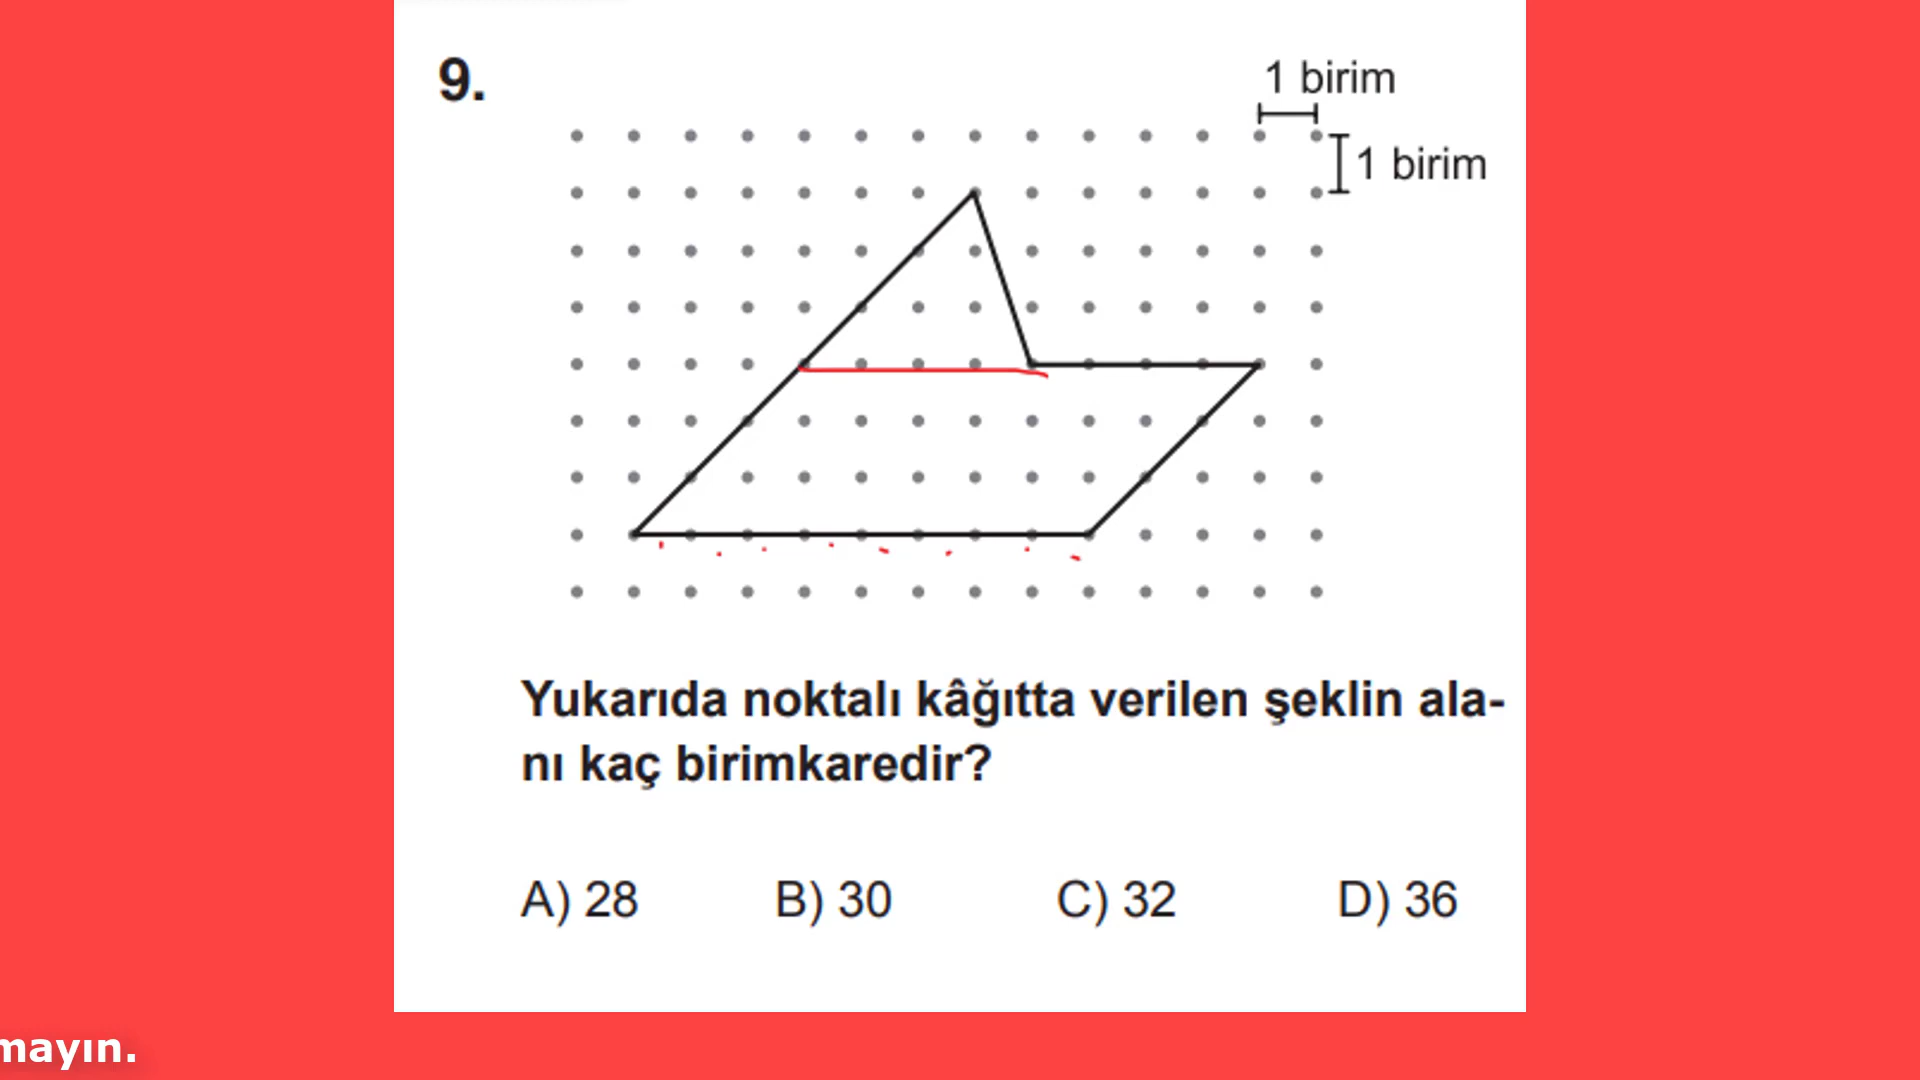 9.
1 birim
1 birim
Yukarıda noktalı kâğıtta verilen şeklin ala-
nı kaç birimkaredir?
A) 28 B) 30 C) 32 D) 36
mayın.